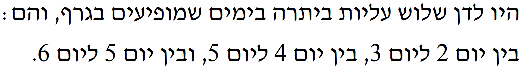 היו לדן שלוש עליות ביתרה בימים שמופיעים בגרף, והם:
בין יום 2 ליום 3, בין יום 4 ליום 5, ובין יום 5 ליום 6.